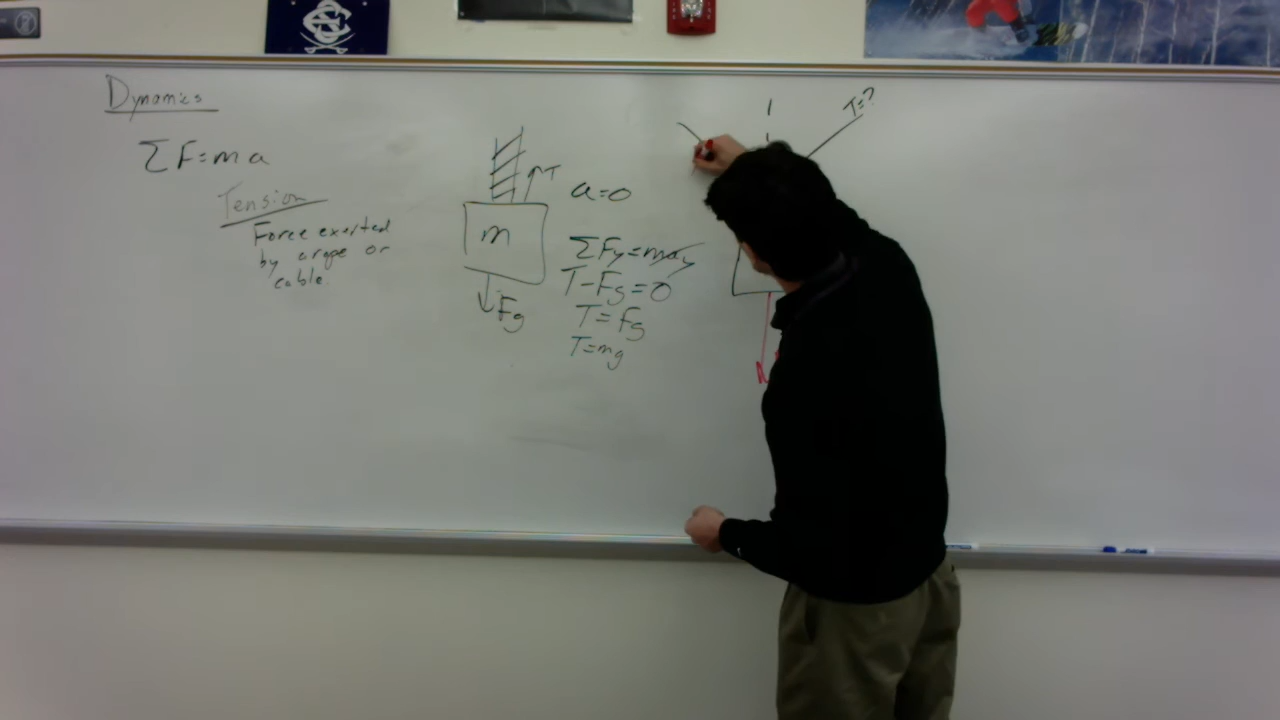 Dynamics
ΣF=ma
Tension
Force exerted
by a rope or
cable.
T
m
Fg
a=0
ΣFy=may
T-Fg=0
T=Fg
T=mg
T=?